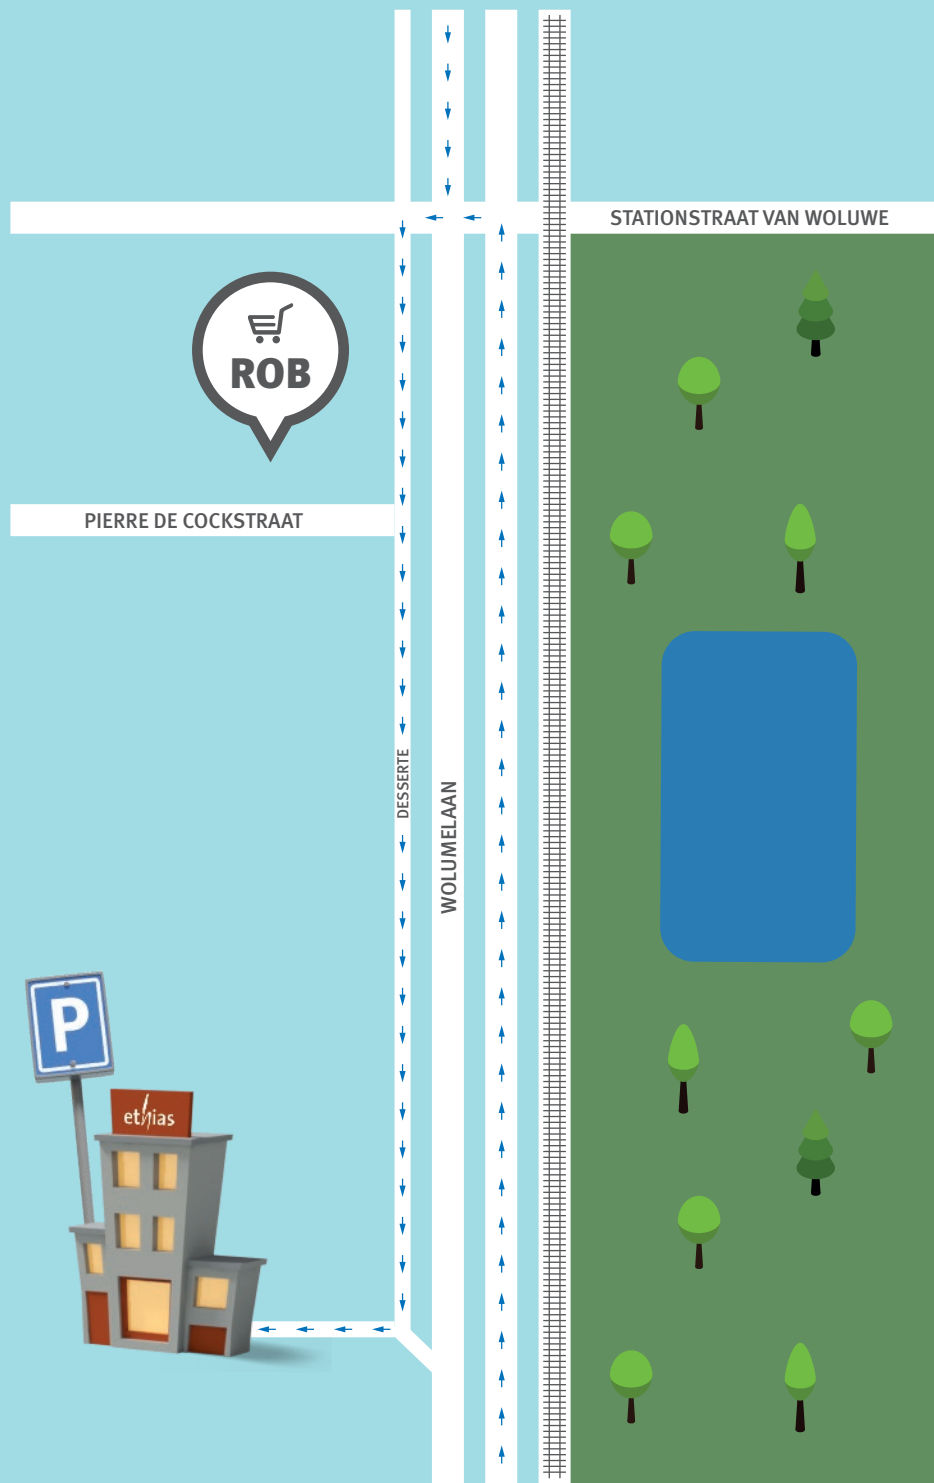 STATIONSTRAAT VAN WOLUWE
ROB
PIERRE DE COCKSTRAAT
DESSERTE
WOLUMELAAN
P
ethias